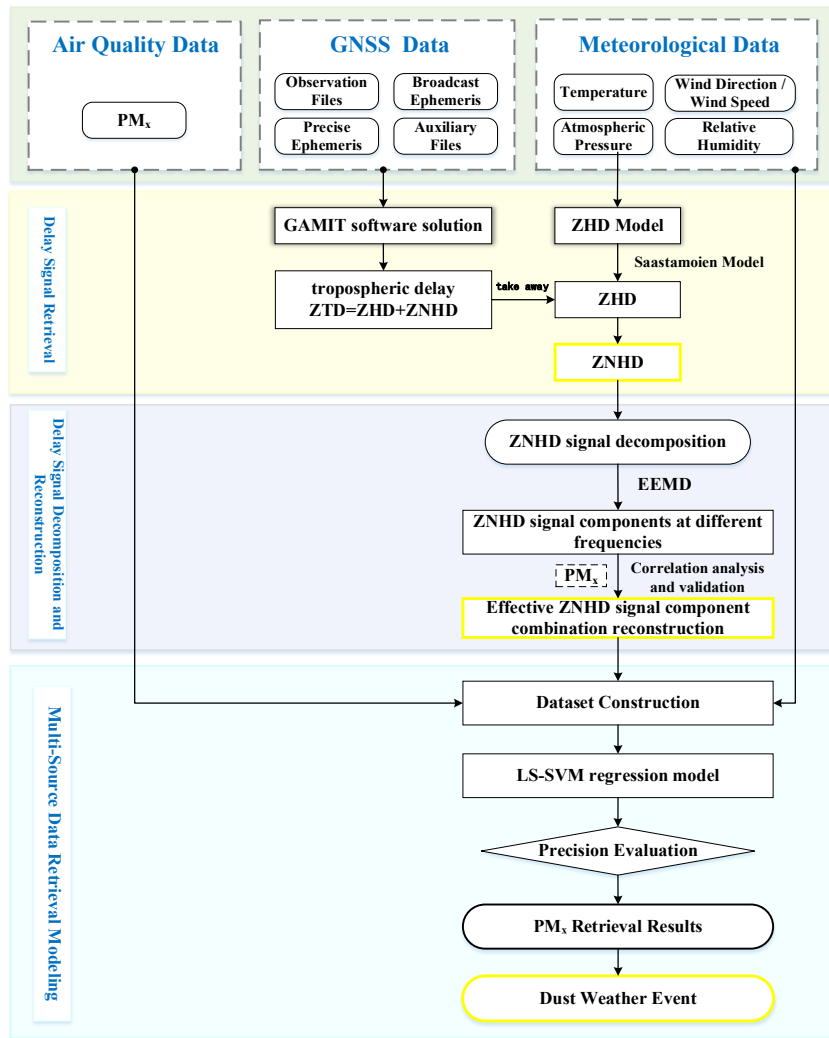 Air Quality Data
PMx
GNSS Data
Observation
Files
Broadcast
Ephemeris
Precise
Ephemeris
Auxiliary
Files
Meteorological Data
Temperature
Wind Direction /
Wind Speed
Atmospheric
Pressure
Relative
Humidity
Delay Signal Retrieval
GAMIT software solution
ZHD Model
Saastamoien Model
tropospheric delay
ZTD=ZHD+ZNHD
take away
ZHD
ZNHD
Delay Signal Decomposition and
Reconstruction
ZNHD signal decomposition
EEMD
ZNHD signal components at different
frequencies
PMx
Correlation analysis
and validation
Effective ZNHD signal component
combination reconstruction
Multi-Source Data Retrieval Modeling
Dataset Construction
LS-SVM regression model
Precision Evaluation
PMx Retrieval Results
Dust Weather Event